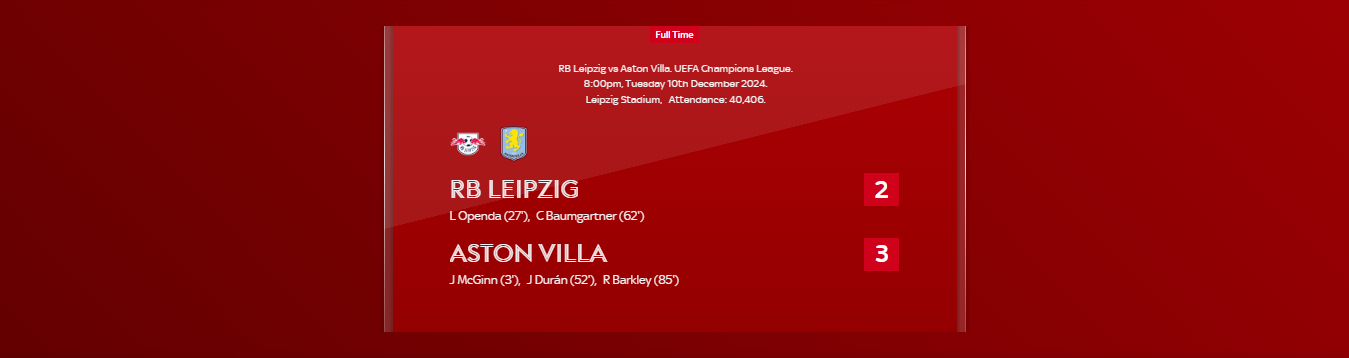 Full Time
RB Leipzig vs Aston Villa. UEFA Champions League.
8:00pm, Tuesday 10th December 2024.
Leipzig Stadium, Attendance: 40,406.
RB LEIPZIG 2
L Openda (27'), C Baumgartner (62')
ASTON VILLA 3
J McGinn (3'), J Durán (52'), R Barkley (85')